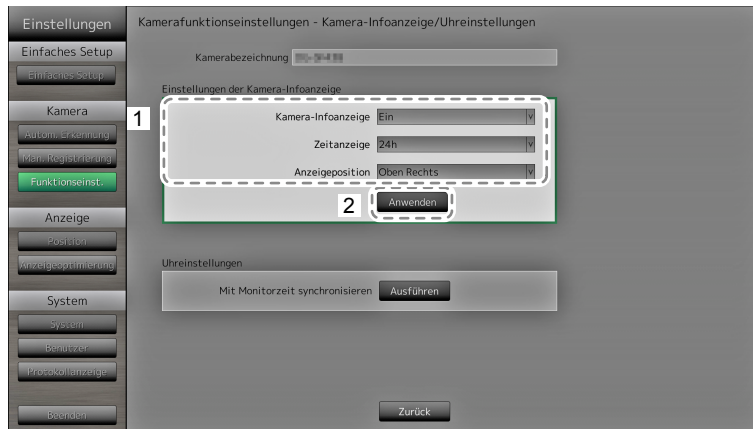 Einstellungen
Kamerafunktionseinstellungen - Kamera-Infoanzeige/Uhreinstellungen
Einfaches Setup
Einfaches Setup
Kamera
Autom. Erkennung
Man. Registrierung
Funktionseinst.
Anzeige
Position
Anzeigeoptimierung
System
System
Benutzer
Protokollanzeige
Beenden
Kamerabezeichnung
Einstellungen der Kamera-Infoanzeige
1
Kamera-Infoanzeige Ein
Zeitanzeige 24h
Anzeigeposition Oben Rechts
2 Anwenden
Uhreinstellungen
Mit Monitorzeit synchronisieren Ausführen
Zurück